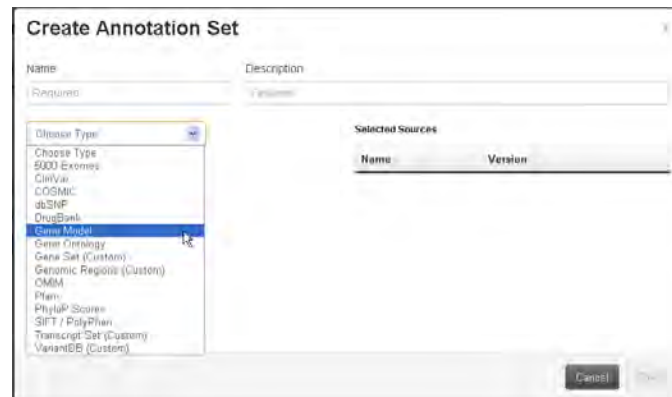 Create Annotation Set
x
Name Description
Required
Choose Type
Selected Sources
Name Version
Choose Type
5000 Exomes
ClinVar
COSMIC
dbSNP
DrugBank
Gene Model
Gene Ontology
Gene Set (Custom)
Genomic Regions (Custom)
OMIM
Pfam
PhyloP Scores
SIFT / PolyPhen
Transcript Set (Custom)
VariantDB (Custom)
Cancel